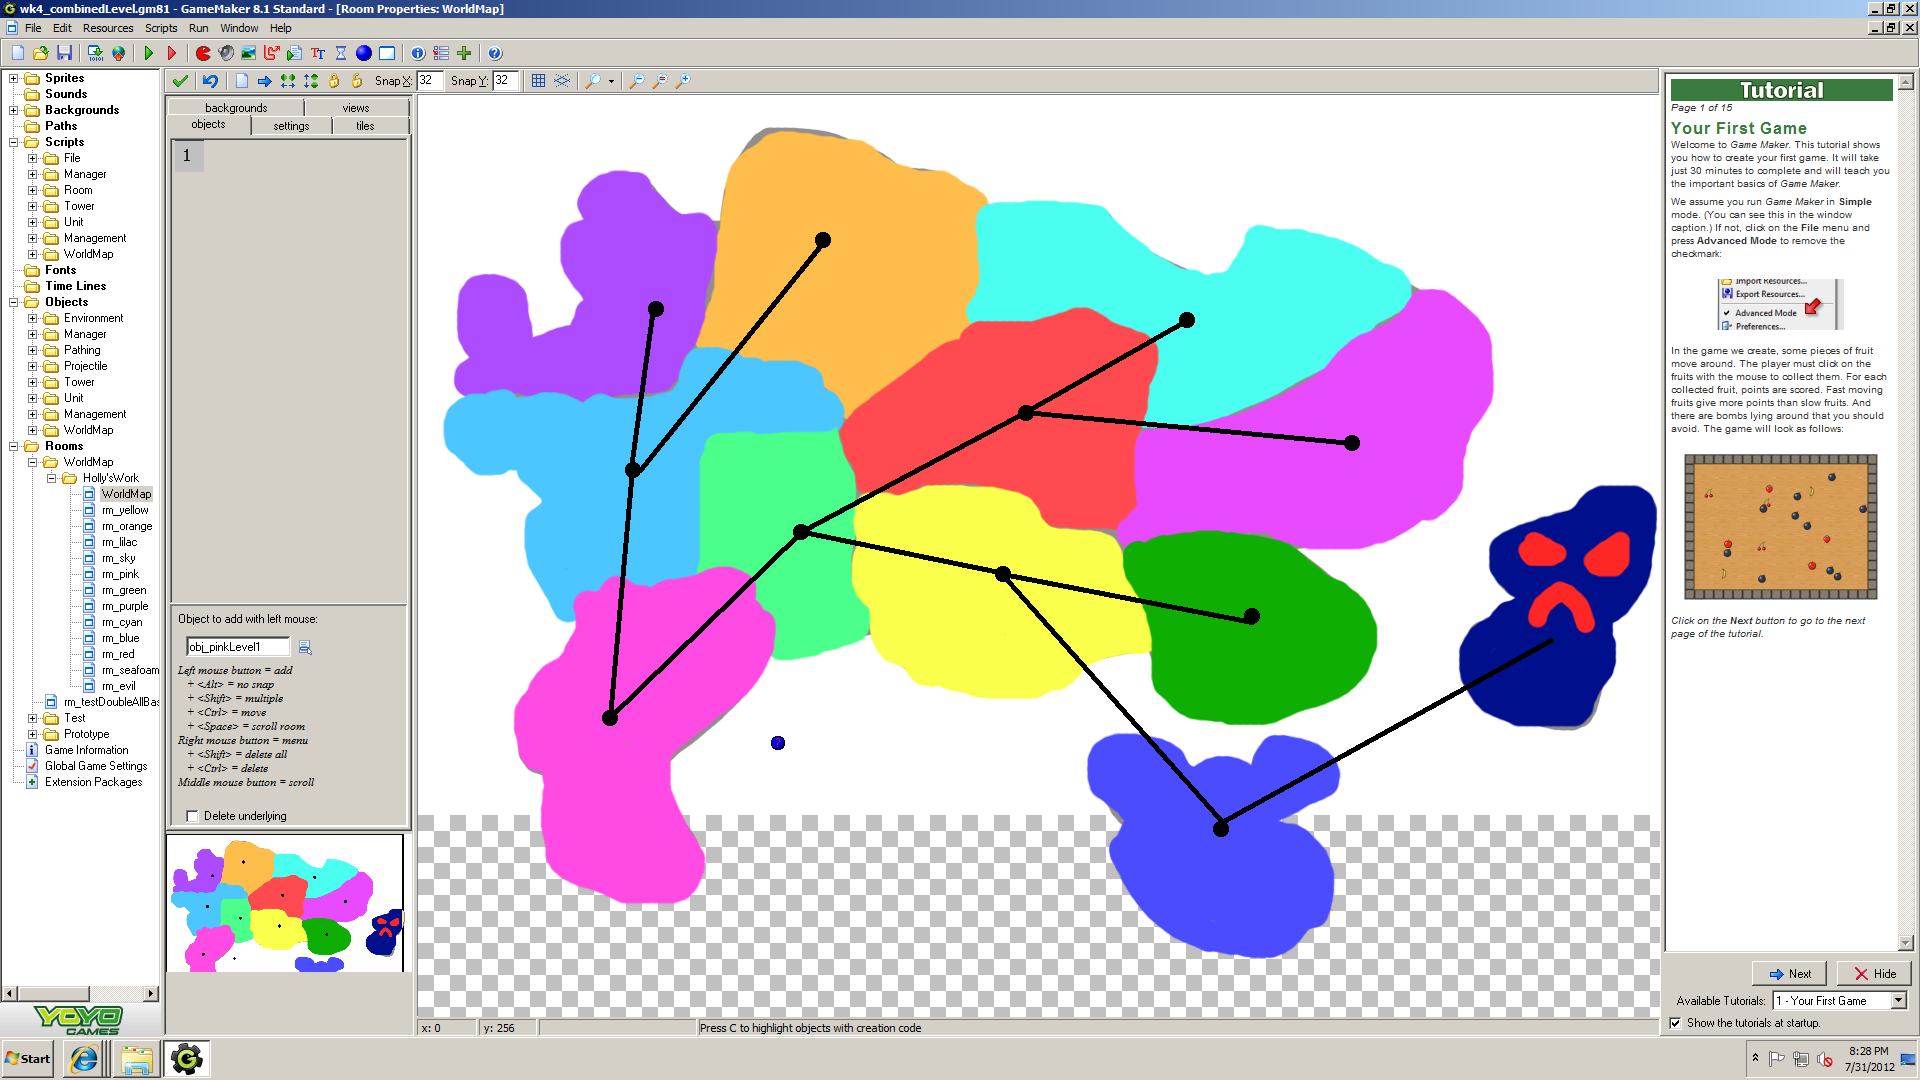 wk4_combinedLevel.gm81 - GameMaker 8.1 Standard - [Room Properties: WorldMap]
File Edit Resources Scripts Run Window Help
Snap X: 32 Snap Y: 32
Sprites
Sounds
Backgrounds
Paths
Scripts
File
Manager
Room
Tower
Unit
Management
WorldMap
Fonts
Time Lines
Objects
Environment
Manager
Pathing
Projectile
Tower
Unit
Management
WorldMap
Rooms
WorldMap
Holly'sWork
WorldMap
rm_yellow
rm_orange
rm_lilac
rm_sky
rm_pink
rm_green
rm_purple
rm_cyan
rm_blue
rm_red
rm_seafoam
rm_evil
rm_testDoubleAllBas
Test
Prototype
Game Information
Global Game Settings
Extension Packages
YOYO
GAMES
backgrounds views
objects settings tiles
1
Object to add with left mouse:
obj_pinkLevel1
Left mouse button = add
+ <Alt> = no snap
+ <Shift> = multiple
+ <Ctrl> = move
+ <Space> = scroll room
Right mouse button = menu
+ <Shift> = delete all
+ <Ctrl> = delete
Middle mouse button = scroll
Delete underlying
x: 0 y: 256 Press C to highlight objects with creation code
Tutorial
Page 1 of 15
Your First Game
Welcome to Game Maker. This tutorial shows
you how to create your first game. It will take
just 30 minutes to complete and will teach you
the important basics of Game Maker.
We assume you run Game Maker in Simple
mode. (You can see this in the window
caption.) If not, click on the File menu and
press Advanced Mode to remove the
checkmark:
Import Resources...
Export Resources...
Advanced Mode
Preferences...
In the game we create, some pieces of fruit
move around. The player must click on the
fruits with the mouse to collect them. For each
collected fruit, points are scored. Fast moving
fruits give more points than slow fruits. And
there are bombs lying around that you should
avoid. The game will look as follows:
Click on the Next button to go to the next
page of the tutorial.
Next Hide
Available Tutorials: 1 - Your First Game
Show the tutorials at startup.
Start
8:28 PM
7/31/2012